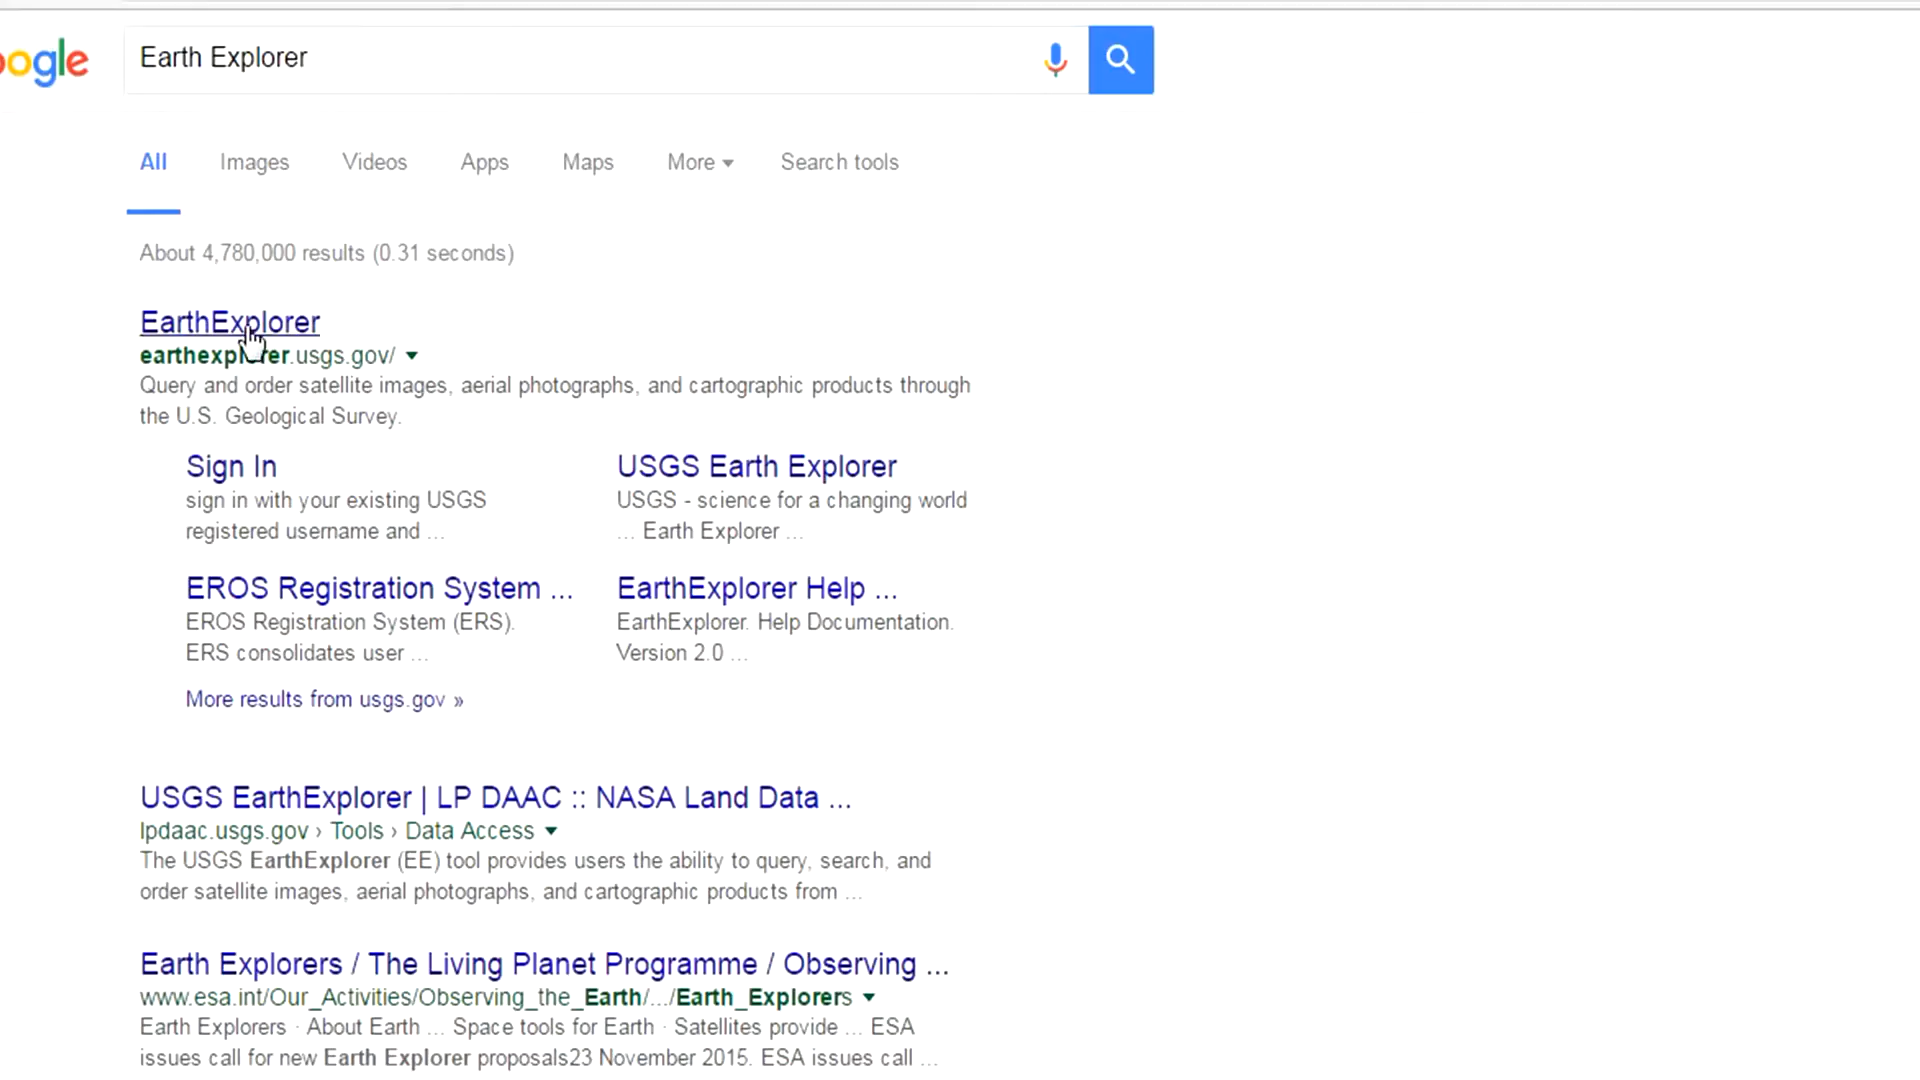 ogle
Earth Explorer
All Images Videos Apps Maps More Search tools
About 4,780,000 results (0.31 seconds)
EarthExplorer
earthexplorer.usgs.gov/
Query and order satellite images, aerial photographs, and cartographic products through
the U.S. Geological Survey.
Sign In
sign in with your existing USGS
registered username and ...
USGS Earth Explorer
USGS - science for a changing world
... Earth Explorer ...
EROS Registration System ...
EROS Registration System (ERS).
ERS consolidates user ...
EarthExplorer Help ...
EarthExplorer. Help Documentation.
Version 2.0 ...
More results from usgs.gov »
USGS EarthExplorer | LP DAAC :: NASA Land Data ...
lpdaac.usgs.gov › Tools › Data Access
The USGS EarthExplorer (EE) tool provides users the ability to query, search, and
order satellite images, aerial photographs, and cartographic products from ...
Earth Explorers / The Living Planet Programme / Observing ...
www.esa.int/Our_Activities/Observing_the_Earth/.../Earth_Explorers
Earth Explorers · About Earth ... Space tools for Earth · Satellites provide ... ESA
issues call for new Earth Explorer proposals23 November 2015. ESA issues call ...